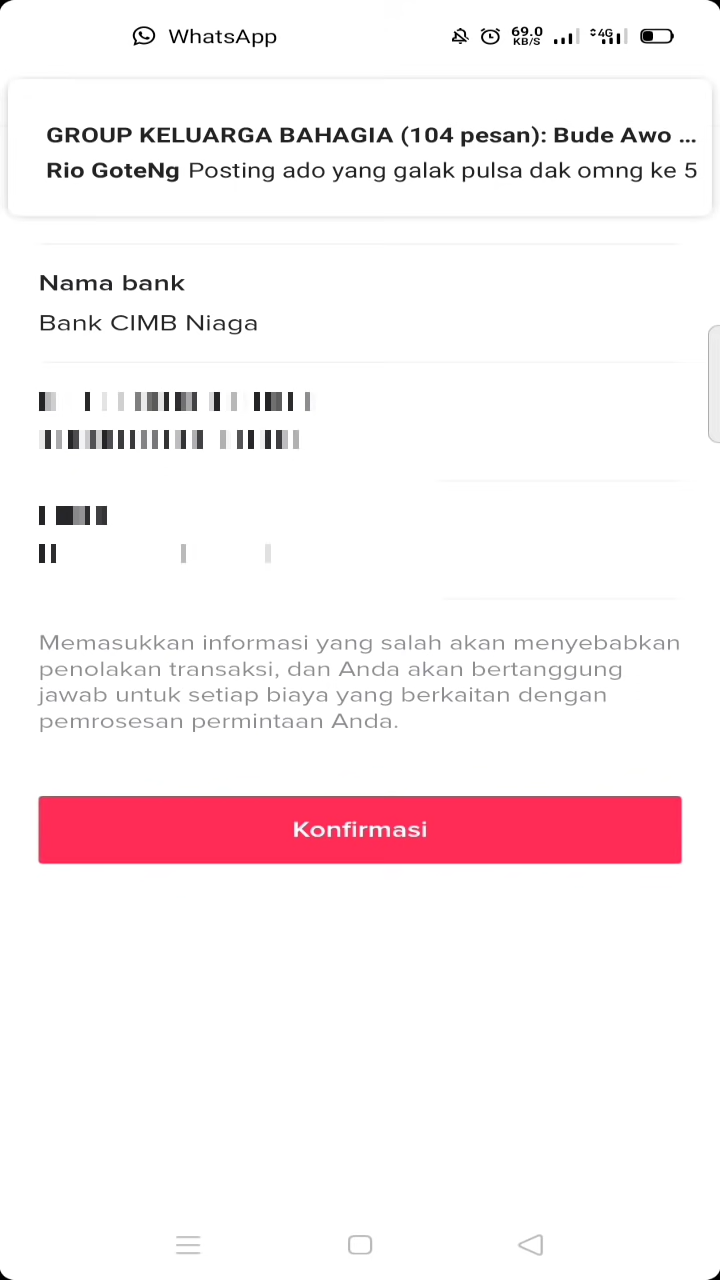 WhatsApp
69.0
KB/S
4G
GROUP KELUARGA BAHAGIA (104 pesan): Bude Awo ...
Rio GoteNg Posting ado yang galak pulsa dak omng ke 5
Nama bank
Bank CIMB Niaga
Memasukkan informasi yang salah akan menyebabkan
penolakan transaksi, dan Anda akan bertanggung
jawab untuk setiap biaya yang berkaitan dengan
pemrosesan permintaan Anda.
Konfirmasi